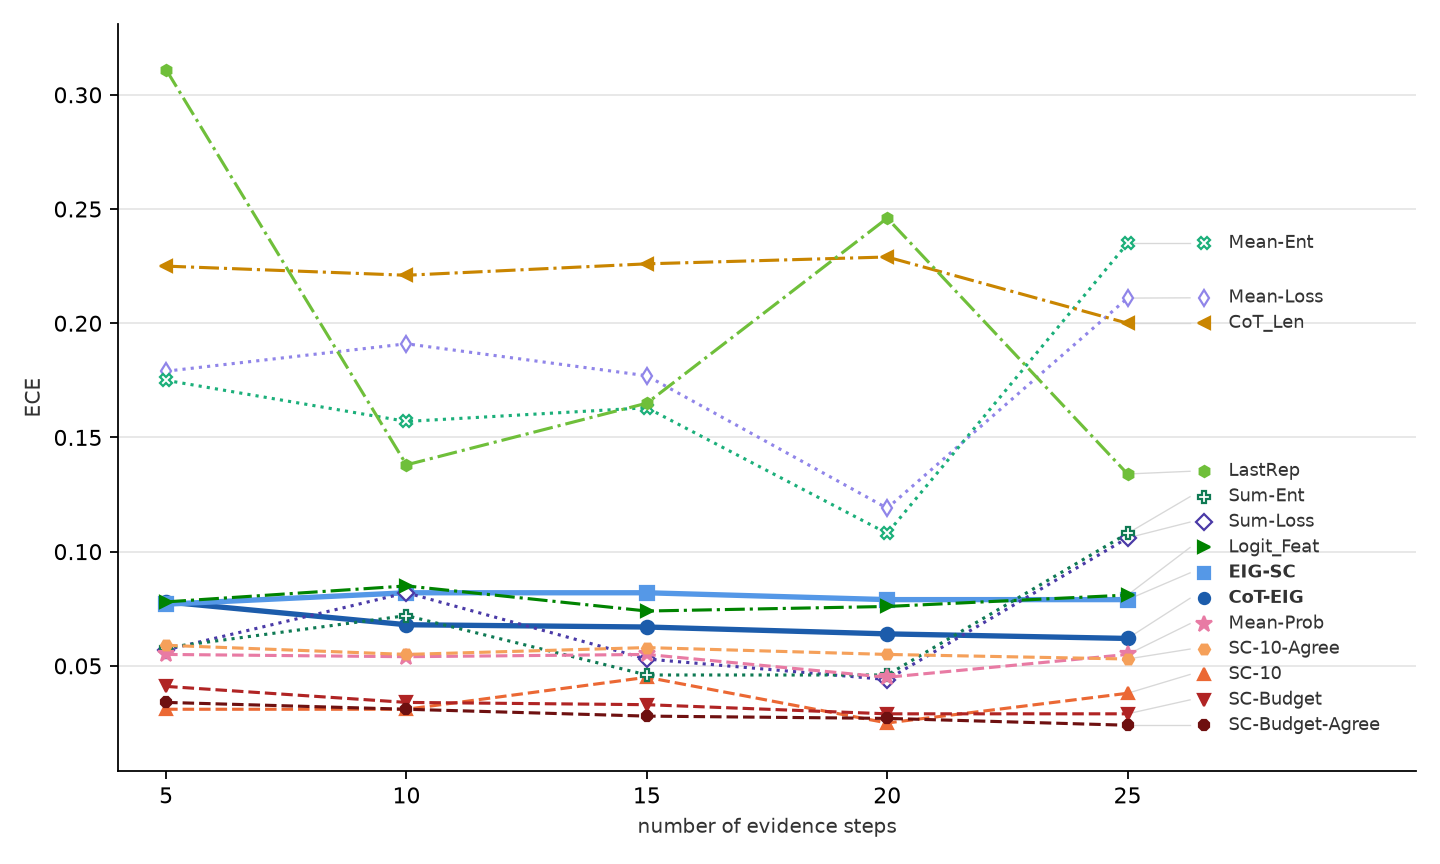 0.30
0.25
0.20
0.15
0.10
0.05
ECE
5
10
15
20
25
number of evidence steps
Mean-Ent
Mean-Loss
CoT_Len
LastRep
Sum-Ent
Sum-Loss
Logit_Feat
EIG-SC
CoT-EIG
Mean-Prob
SC-10-Agree
SC-10
SC-Budget
SC-Budget-Agree